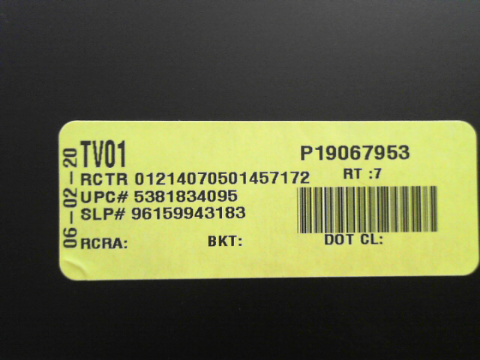 06-02-20
TV01
P19067953
RCTR 01214070501457172
RT :7
UPC# 5381834095
SLP# 96159943183
RCRA:
BKT:
DOT CL: